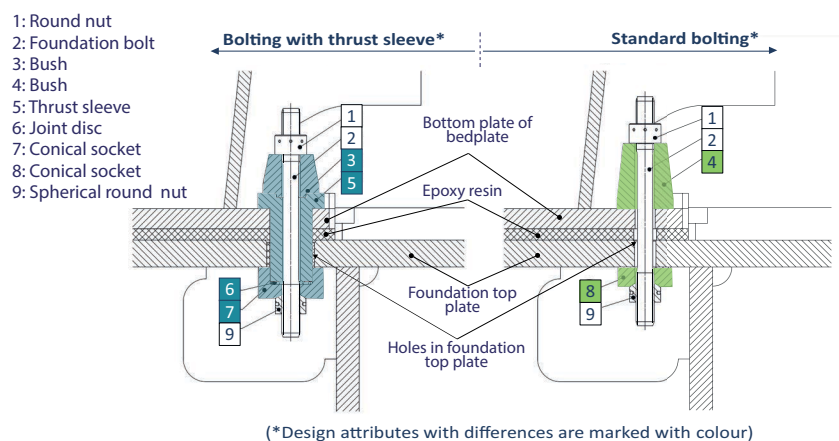 1: Round nut
2: Foundation bolt
3: Bush
4: Bush
5: Thrust sleeve
6: Joint disc
7: Conical socket
8: Conical socket
9: Spherical round nut
Bolting with thrust sleeve*
Standard bolting*
1
2
3
5
6
7
9
Bottom plate of
bedplate
Epoxy resin
Foundation top
plate
Holes in foundation
top plate
1
2
4
8
9
(*Design attributes with differences are marked with colour)